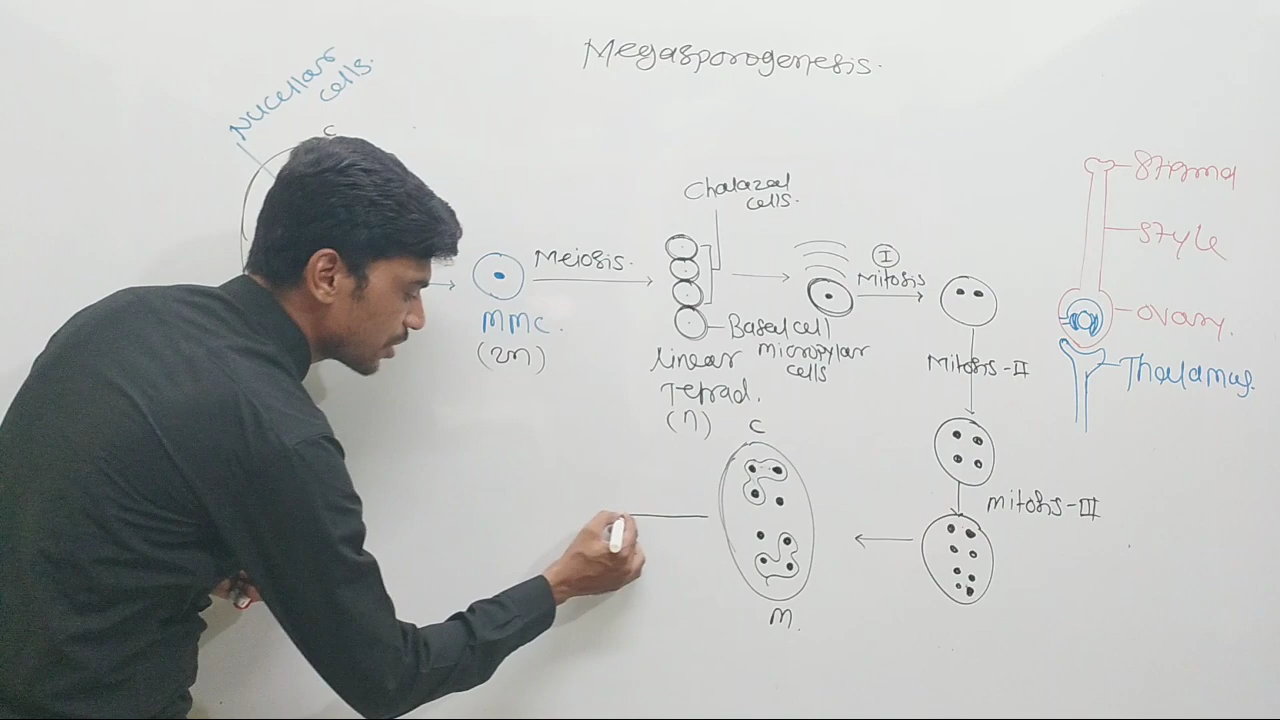 Megasporogenesis.
Nucellar
cells.
C
Chalazal
cells.
Meiosis.
MMC.
(2n)
Basal cell
micropylar
cells
linear
Tetrad.
(n)
I
Mitosis
Mitosis-II
mitosis-III
C
M.
Stigma
Style
ovary.
Thalamus.